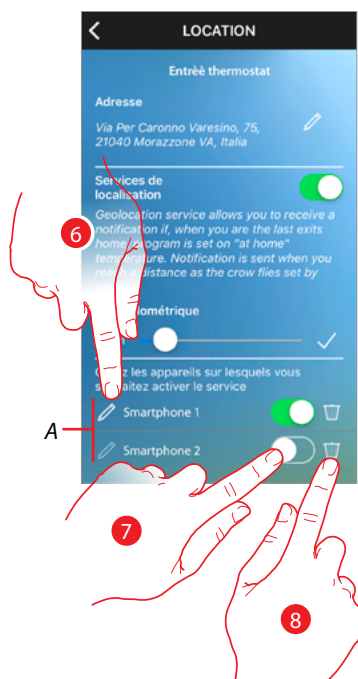 LOCATION
Entrèè thermostat
Adresse
Via Per Caronno Varesino, 75,
21040 Morazzone VA, Italia
Services de
localisation
Geolocation service allows you to receive a
notification if, when you are the last exits
home, program is set on "at home"
temperature. Notification is sent when you
reach a distance as the crow flies set by
6
les appareils sur lesquels vous
souhaitez activer le service
A
Smartphone 1
Smartphone 2
7
8